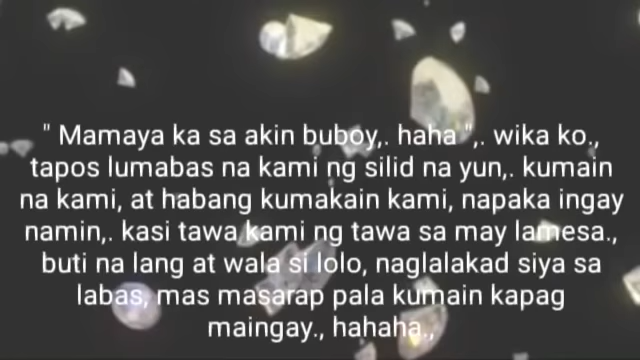 " Mamaya ka sa akin buboy,. haha ",. wika ko.,
tapos lumabas na kami ng silid na yun,. kumain
na kami, at habang kumakain kami, napaka ingay
namin,. kasi tawa kami ng tawa sa may lamesa.,
buti na lang at wala si lolo, naglalakad siya sa
labas, mas masarap pala kumain kapag
maingay., hahaha.,